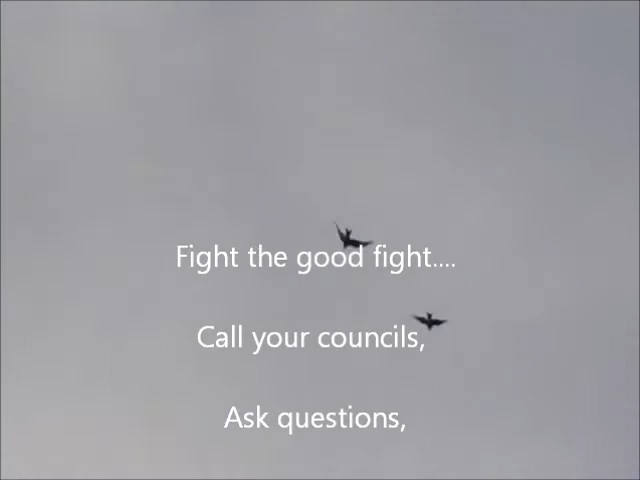 Fight the good fight....
Call your councils,
Ask questions,